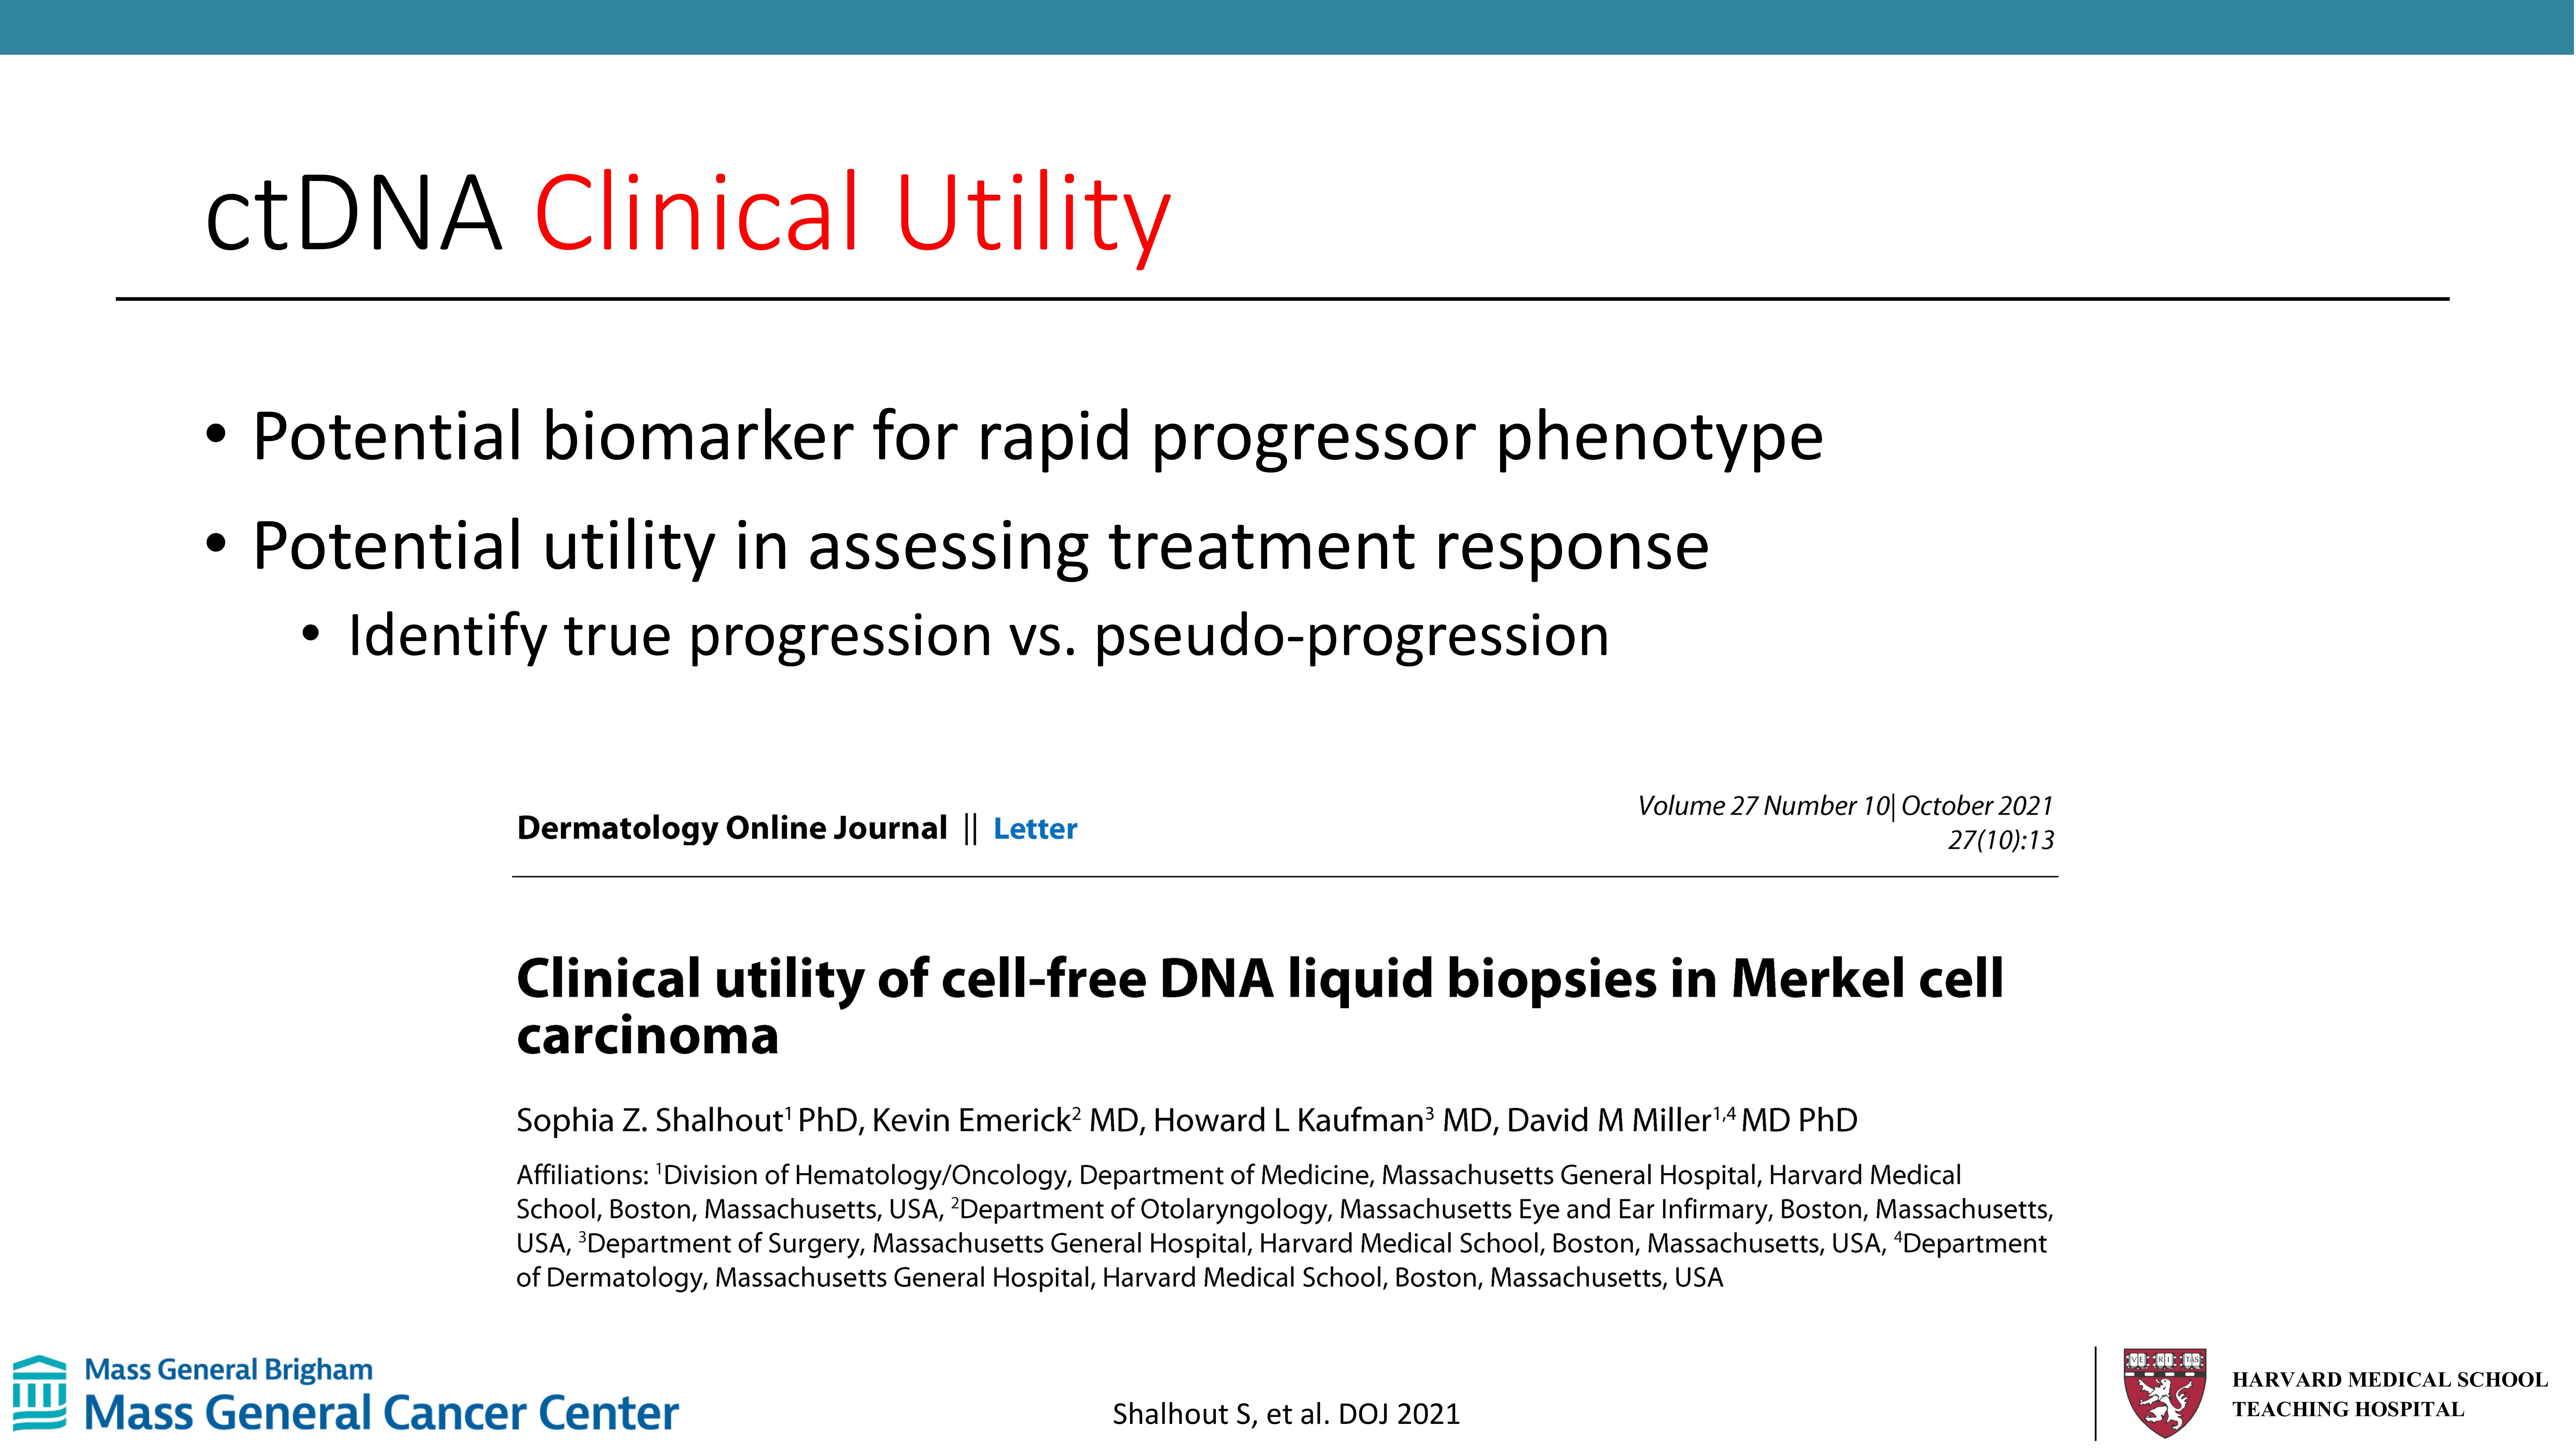 ctDNA Clinical Utility
• Potential biomarker for rapid progressor phenotype
• Potential utility in assessing treatment response
• Identify true progression vs. pseudo-progression
Dermatology Online Journal || Letter
Volume 27 Number 10| October 2021
27(10):13
Clinical utility of cell-free DNA liquid biopsies in Merkel cell
carcinoma
Sophia Z. Shalhout¹ PhD, Kevin Emerick² MD, Howard L Kaufman³ MD, David M Miller¹,⁴ MD PhD
Affiliations: ¹Division of Hematology/Oncology, Department of Medicine, Massachusetts General Hospital, Harvard Medical
School, Boston, Massachusetts, USA, ²Department of Otolaryngology, Massachusetts Eye and Ear Infirmary, Boston, Massachusetts,
USA, ³Department of Surgery, Massachusetts General Hospital, Harvard Medical School, Boston, Massachusetts, USA, ⁴Department
of Dermatology, Massachusetts General Hospital, Harvard Medical School, Boston, Massachusetts, USA
Mass General Brigham
Mass General Cancer Center
Shalhout S, et al. DOJ 2021
VE RI TAS
HARVARD MEDICAL SCHOOL
TEACHING HOSPITAL